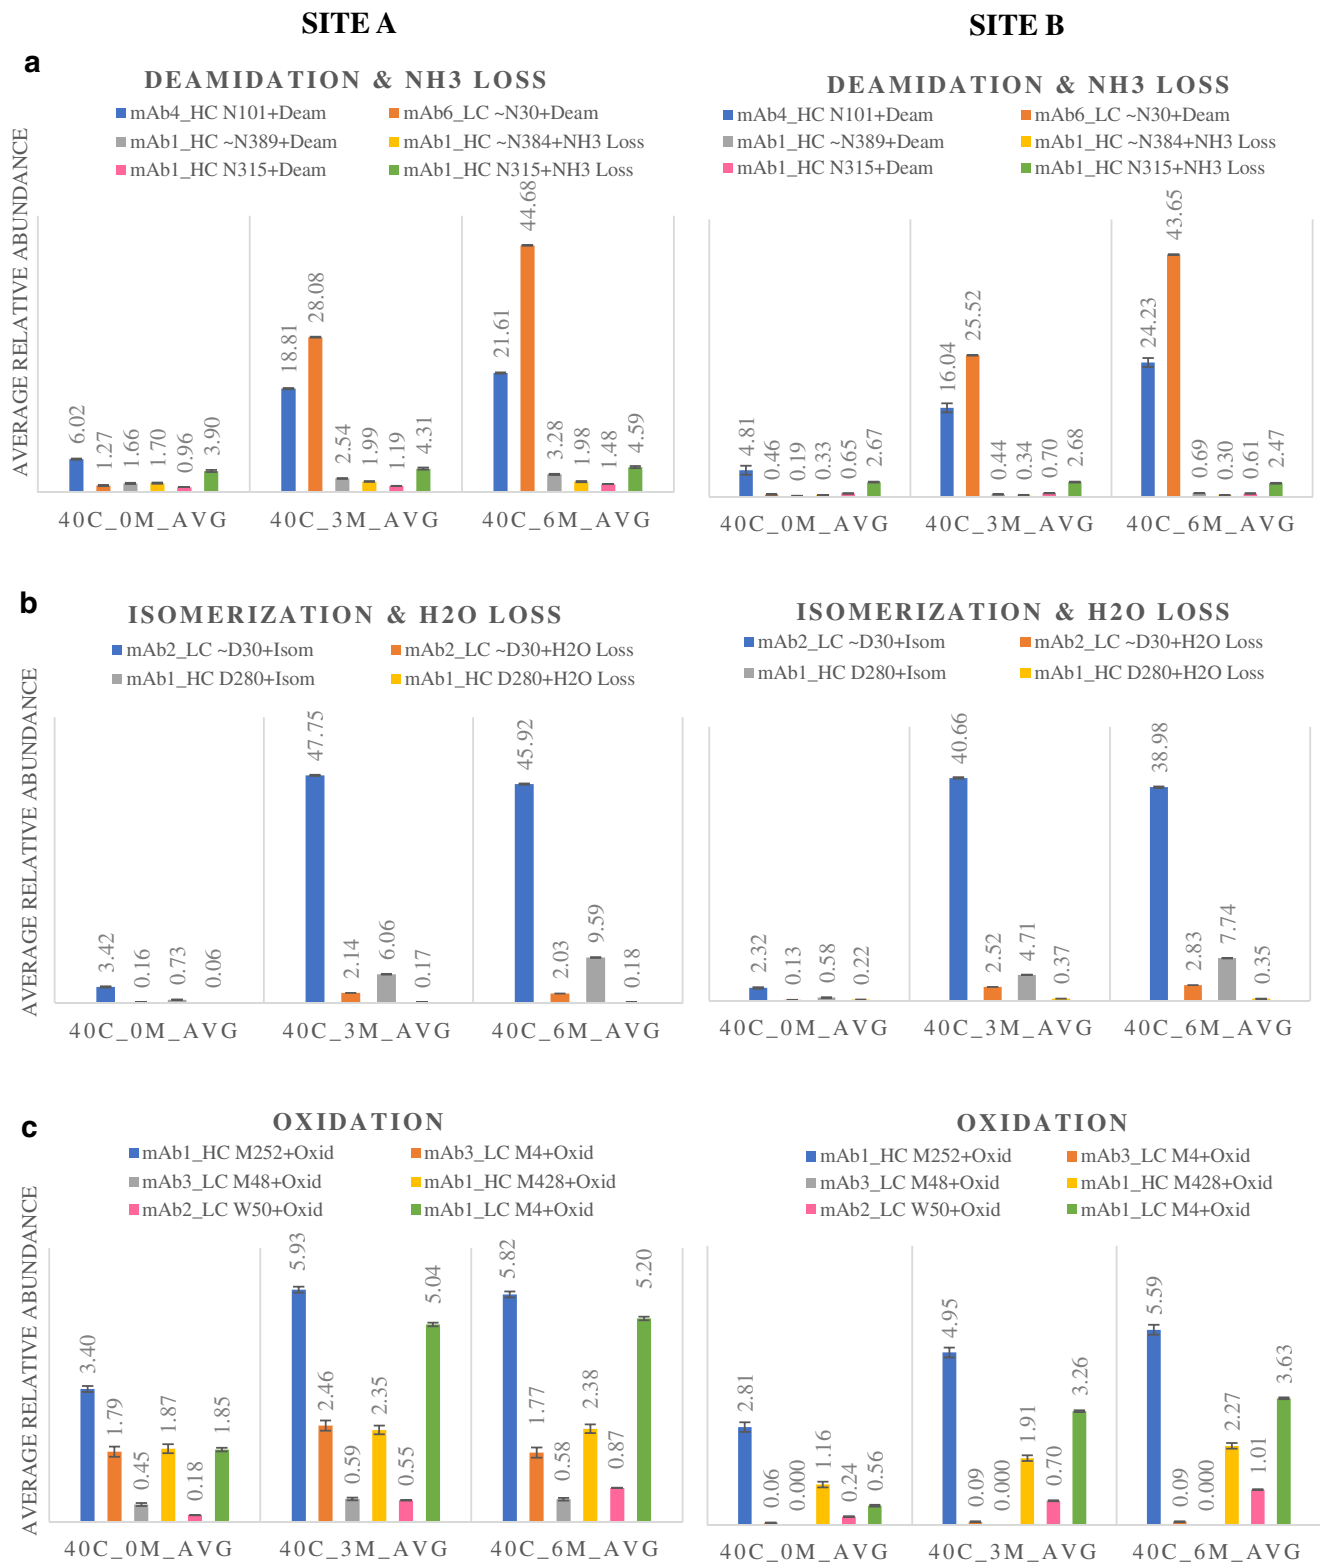 SITE A
SITE B
a
DEAMIDATION & NH3 LOSS
mAb4_HC N101+Deam
mAb6_LC ~N30+Deam
mAb1_HC ~N389+Deam
mAb1_HC ~N384+NH3 Loss
mAb1_HC N315+Deam
mAb1_HC N315+NH3 Loss
AVERAGE RELATIVE ABUNDANCE
6.02
1.27
1.66
1.70
0.96
3.90
18.81
28.08
2.54
1.99
1.19
4.31
21.61
44.68
3.28
1.98
1.48
4.59
40C_0M_AVG
40C_3M_AVG
40C_6M_AVG
DEAMIDATION & NH3 LOSS
mAb4_HC N101+Deam
mAb6_LC ~N30+Deam
mAb1_HC ~N389+Deam
mAb1_HC ~N384+NH3 Loss
mAb1_HC N315+Deam
mAb1_HC N315+NH3 Loss
4.81
0.46
0.19
0.33
0.65
2.67
16.04
25.52
0.44
0.34
0.70
2.68
24.23
43.65
0.69
0.30
0.61
2.47
40C_0M_AVG
40C_3M_AVG
40C_6M_AVG
b
ISOMERIZATION & H2O LOSS
mAb2_LC ~D30+Isom
mAb2_LC ~D30+H2O Loss
mAb1_HC D280+Isom
mAb1_HC D280+H2O Loss
AVERAGE RELATIVE ABUNDANCE
3.42
0.16
0.73
0.06
47.75
2.14
6.06
0.17
45.92
2.03
9.59
0.18
40C_0M_AVG
40C_3M_AVG
40C_6M_AVG
ISOMERIZATION & H2O LOSS
mAb2_LC ~D30+Isom
mAb2_LC ~D30+H2O Loss
mAb1_HC D280+Isom
mAb1_HC D280+H2O Loss
2.32
0.13
0.58
0.22
40.66
2.52
4.71
0.37
38.98
2.83
7.74
0.35
40C_0M_AVG
40C_3M_AVG
40C_6M_AVG
c
OXIDATION
mAb1_HC M252+Oxid
mAb3_LC M4+Oxid
mAb3_LC M48+Oxid
mAb1_HC M428+Oxid
mAb2_LC W50+Oxid
mAb1_LC M4+Oxid
AVERAGE RELATIVE ABUNDANCE
3.40
1.79
0.45
1.87
0.18
1.85
5.93
2.46
0.59
2.35
0.55
5.04
5.82
1.77
0.58
2.38
0.87
5.20
40C_0M_AVG
40C_3M_AVG
40C_6M_AVG
OXIDATION
mAb1_HC M252+Oxid
mAb3_LC M4+Oxid
mAb3_LC M48+Oxid
mAb1_HC M428+Oxid
mAb2_LC W50+Oxid
mAb1_LC M4+Oxid
2.81
0.06
0.000
1.16
0.24
0.56
4.95
0.09
0.000
1.91
0.70
3.26
5.59
0.09
0.000
2.27
1.01
3.63
40C_0M_AVG
40C_3M_AVG
40C_6M_AVG